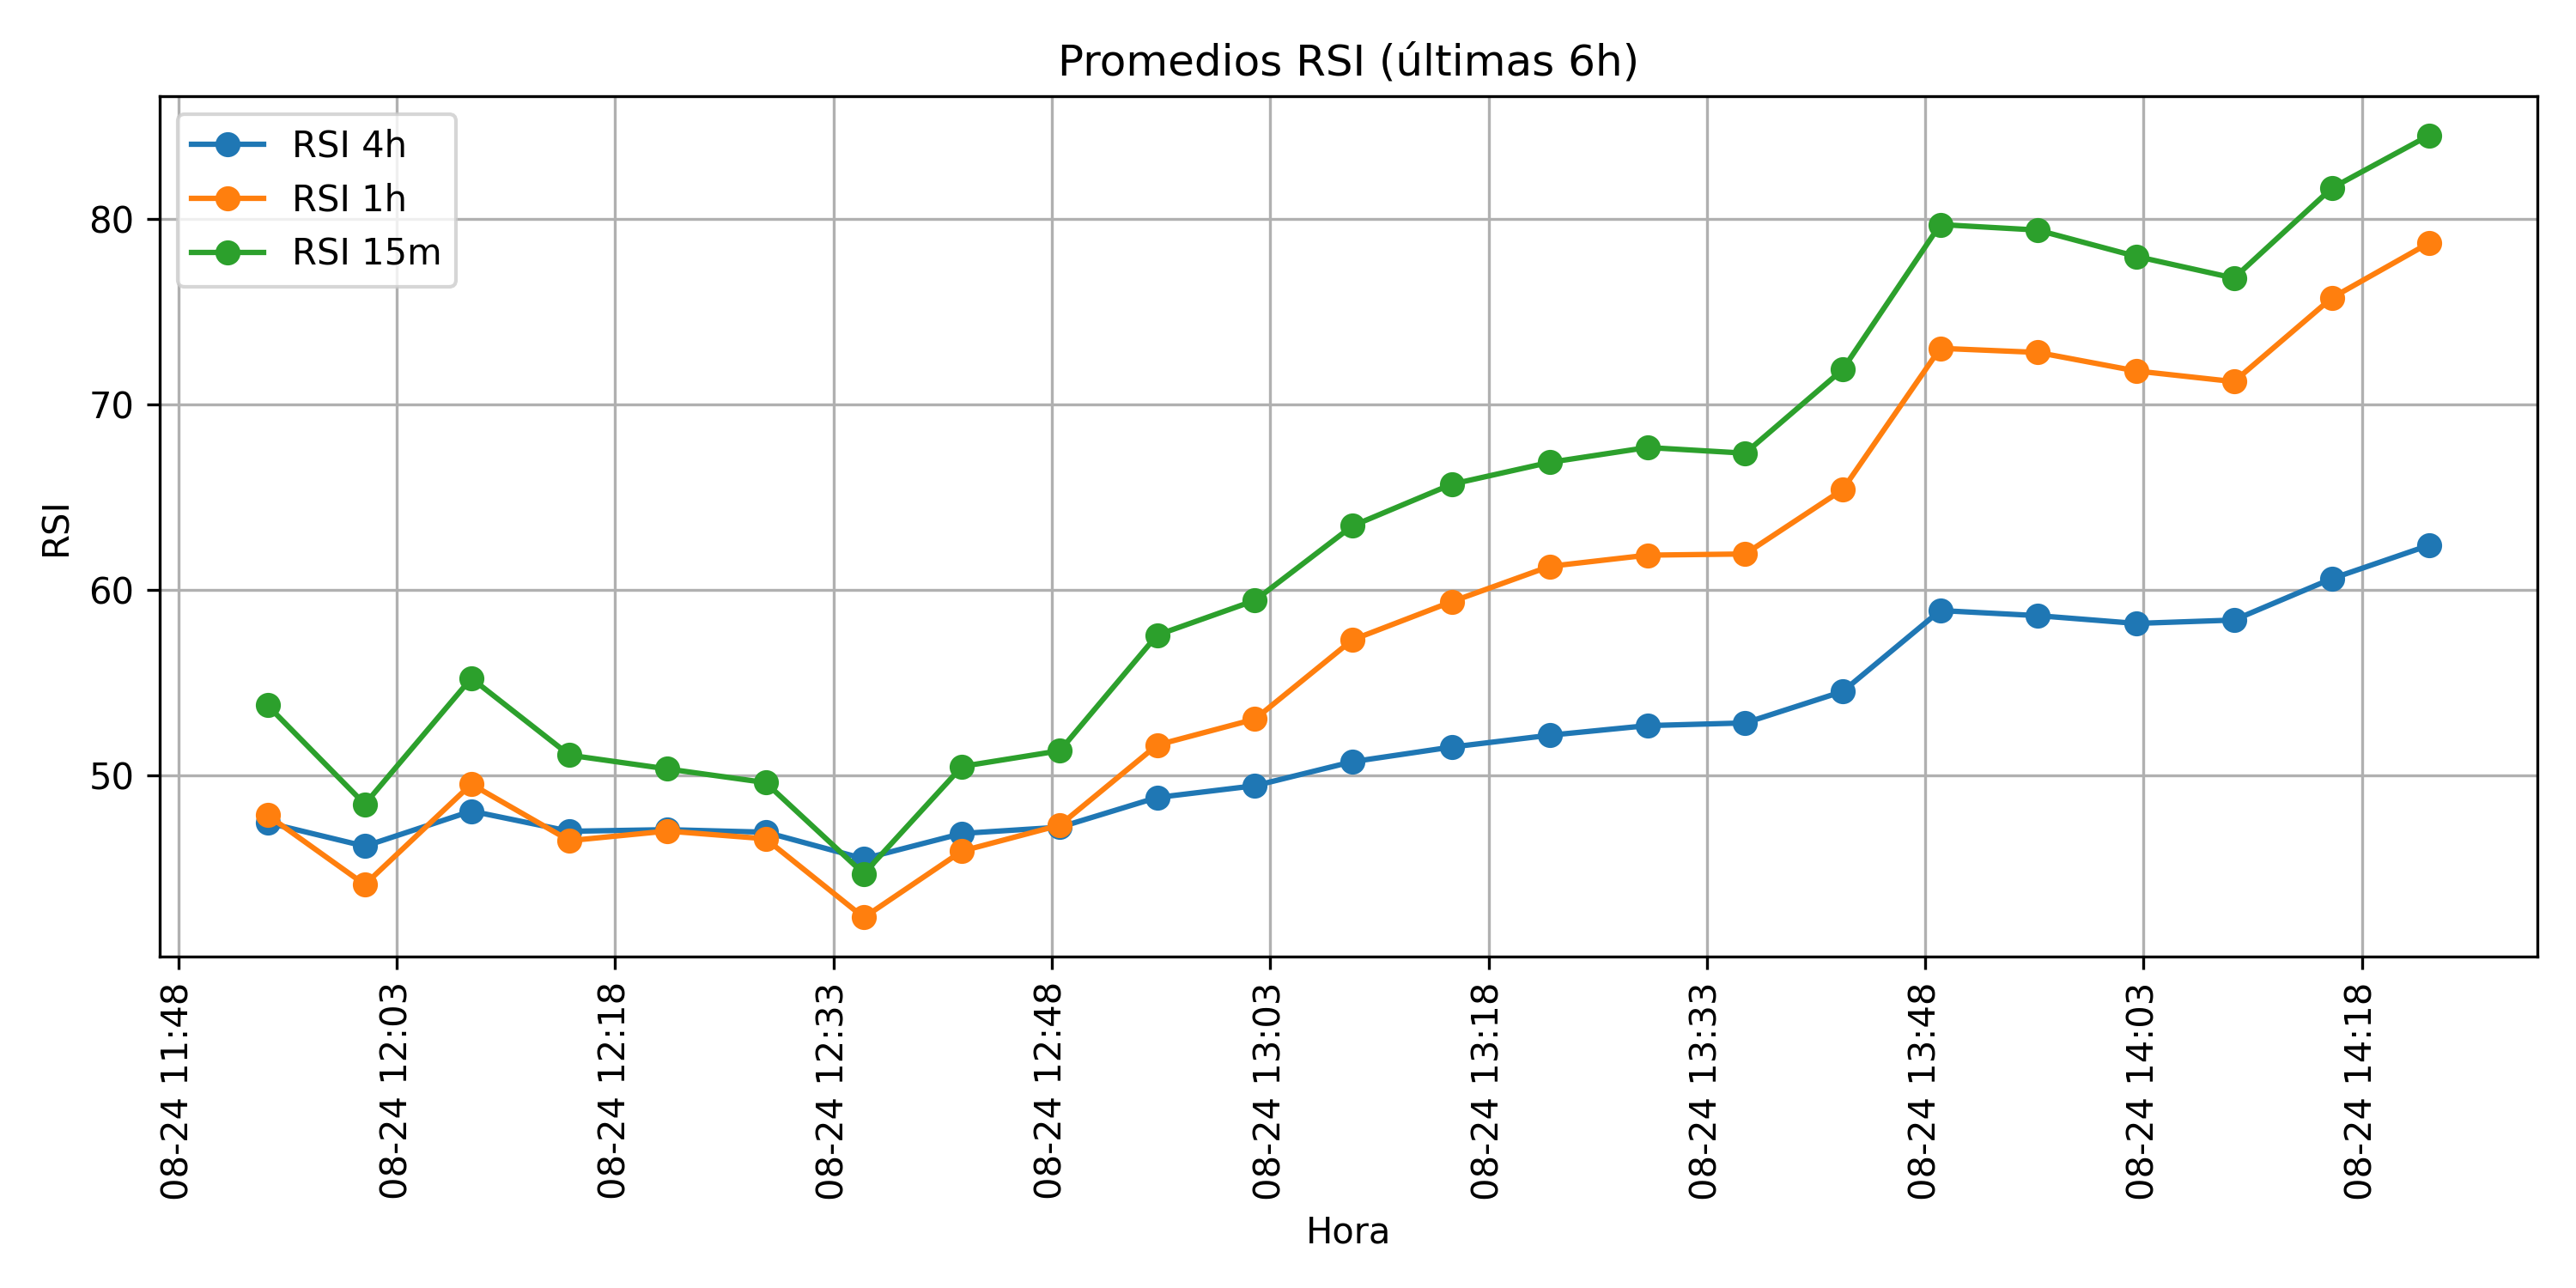 Promedios RSI (últimas 6h)
RSI 4h
RSI 1h
RSI 15m
RSI
80
70
60
50
08-24 11:48
08-24 12:03
08-24 12:18
08-24 12:33
08-24 12:48
08-24 13:03
08-24 13:18
08-24 13:33
08-24 13:48
08-24 14:03
08-24 14:18
Hora